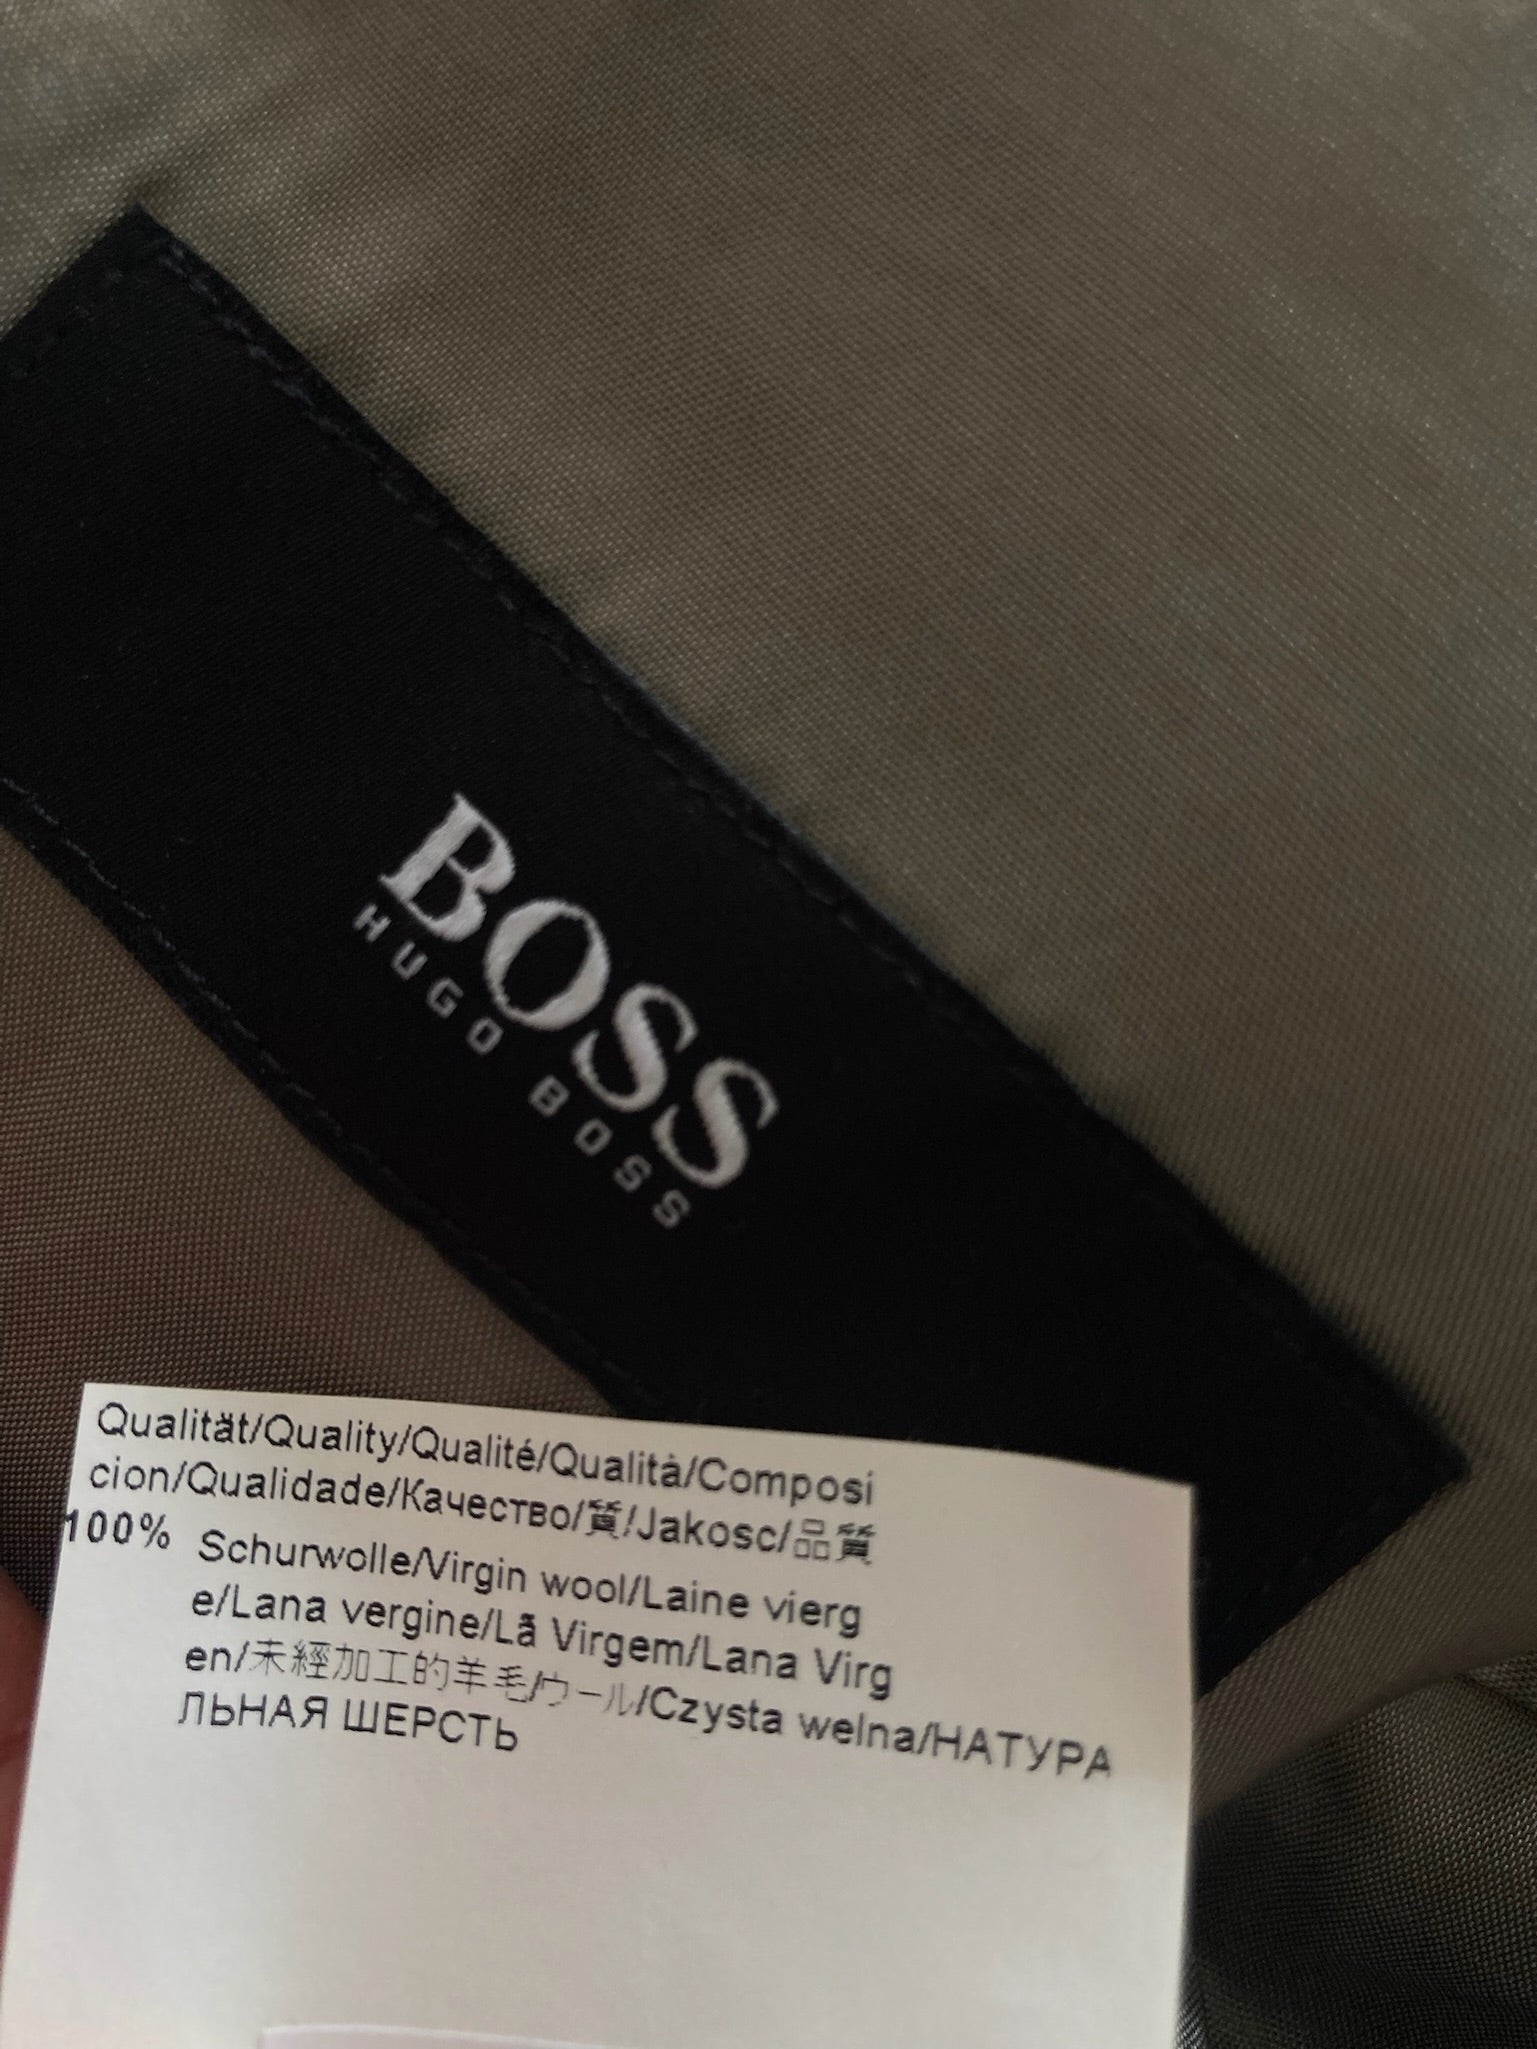 BOSS
HUGO BOSS
Qualität/Quality/Qualité/Qualità/Composi
cion/Qualidade/Качество/質/Jakosc/品質
100% Schurwolle/Virgin wool/Laine vierg
e/Lana vergine/Lã Virgem/Lana Virg
en/未經加工的羊毛/ウール/Czysta welna/НАТУРА
ЛЬНАЯ ШЕРСТЬ